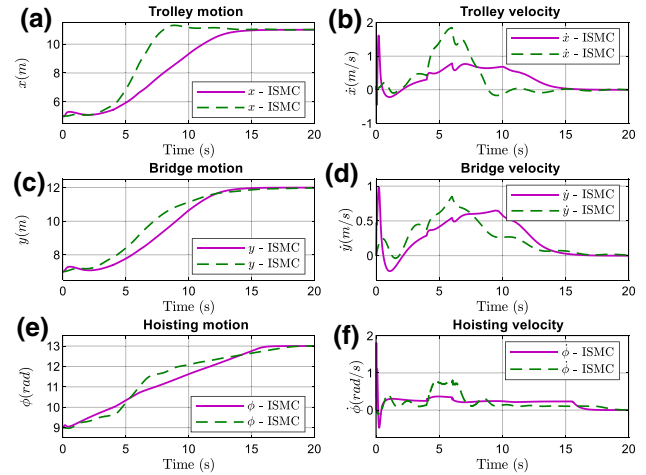 (a)
Trolley motion
x(m)
10
8
6
x - ISMC
x - ISMC
0 5 10 15 20
Time (s)
(b)
Trolley velocity
ẋ(m/s)
2
1
0
-1
ẋ - ISMC
ẋ - ISMC
0 5 10 15 20
Time (s)
(c)
Bridge motion
y(m)
12
10
8
y - ISMC
y - ISMC
0 5 10 15 20
Time (s)
(d)
Bridge velocity
ẏ(m/s)
1
0.5
0
ẏ - ISMC
ẏ - ISMC
0 5 10 15 20
Time (s)
(e)
Hoisting motion
ϕ(rad)
13
12
11
10
9
ϕ - ISMC
ϕ - ISMC
0 5 10 15 20
Time (s)
(f)
Hoisting velocity
ϕ̇(rad/s)
2
1
0
ϕ̇ - ISMC
ϕ̇ - ISMC
0 5 10 15 20
Time (s)